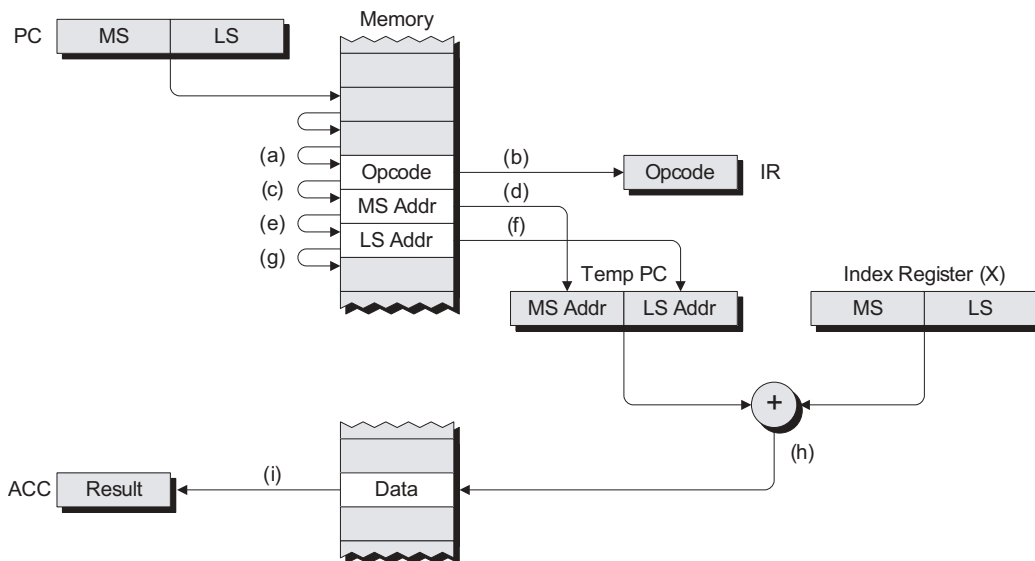 Memory
PC MS LS
(a) Opcode (b) Opcode IR
(c) MS Addr (d)
(e) LS Addr (f)
(g)
Temp PC Index Register (X)
MS Addr LS Addr MS LS
+
(h)
ACC Result (i) Data